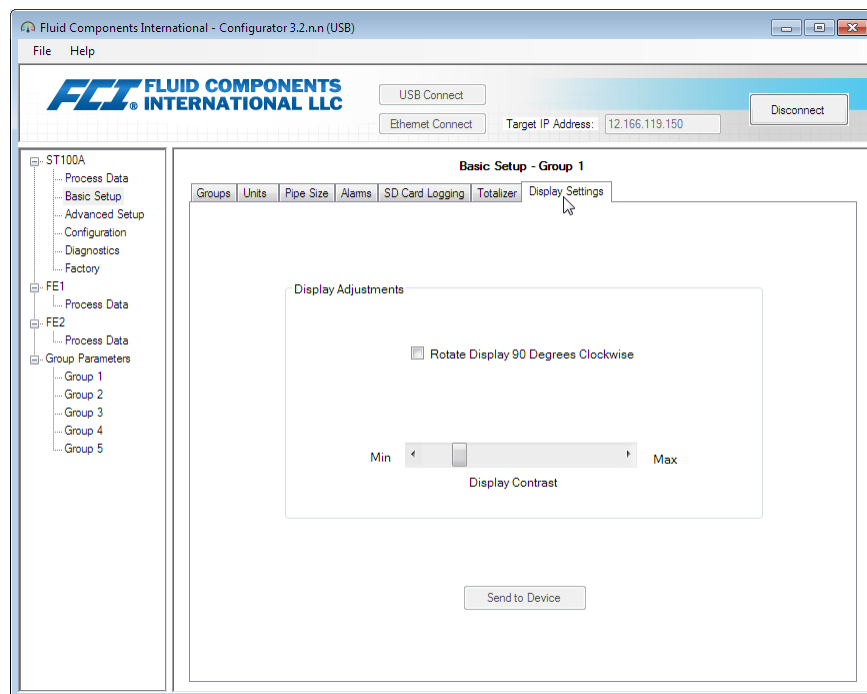 Fluid Components International - Configurator 3.2.n.n (USB)
File Help
FCI ® FLUID COMPONENTS
INTERNATIONAL LLC
USB Connect
Ethernet Connect
Target IP Address: 12.166.119.150
Disconnect
ST100A
Process Data
Basic Setup
Advanced Setup
Configuration
Diagnostics
Factory
FE1
Process Data
FE2
Process Data
Group Parameters
Group 1
Group 2
Group 3
Group 4
Group 5
Basic Setup - Group 1
Groups Units Pipe Size Alarms SD Card Logging Totalizer Display Settings
Display Adjustments
Rotate Display 90 Degrees Clockwise
Min Max
Display Contrast
Send to Device